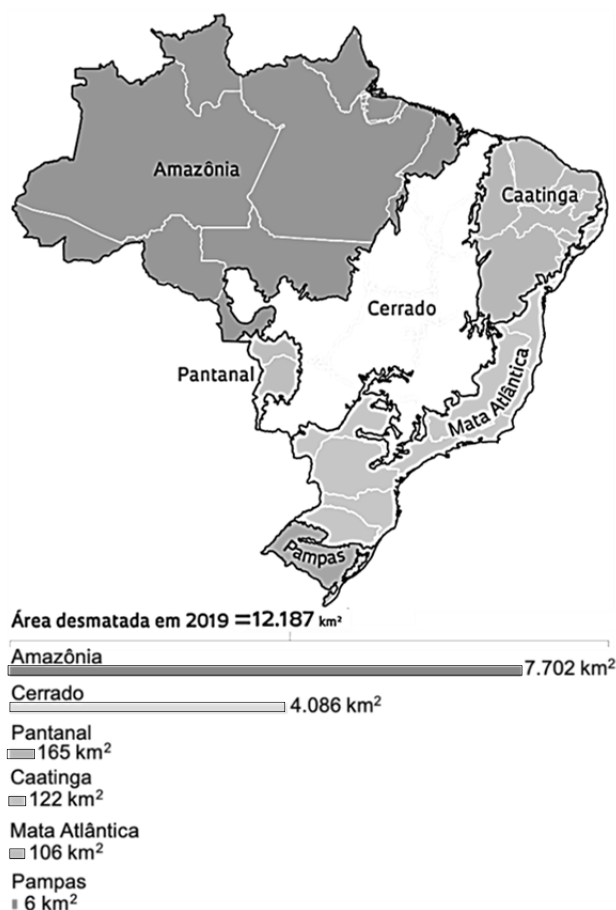 Amazônia
Caatinga
Cerrado
Pantanal
Mata Atlântica
Pampas
Área desmatada em 2019 =12.187 km²
Amazônia
7.702 km²
Cerrado
4.086 km²
Pantanal
165 km²
Caatinga
122 km²
Mata Atlântica
106 km²
Pampas
6 km²